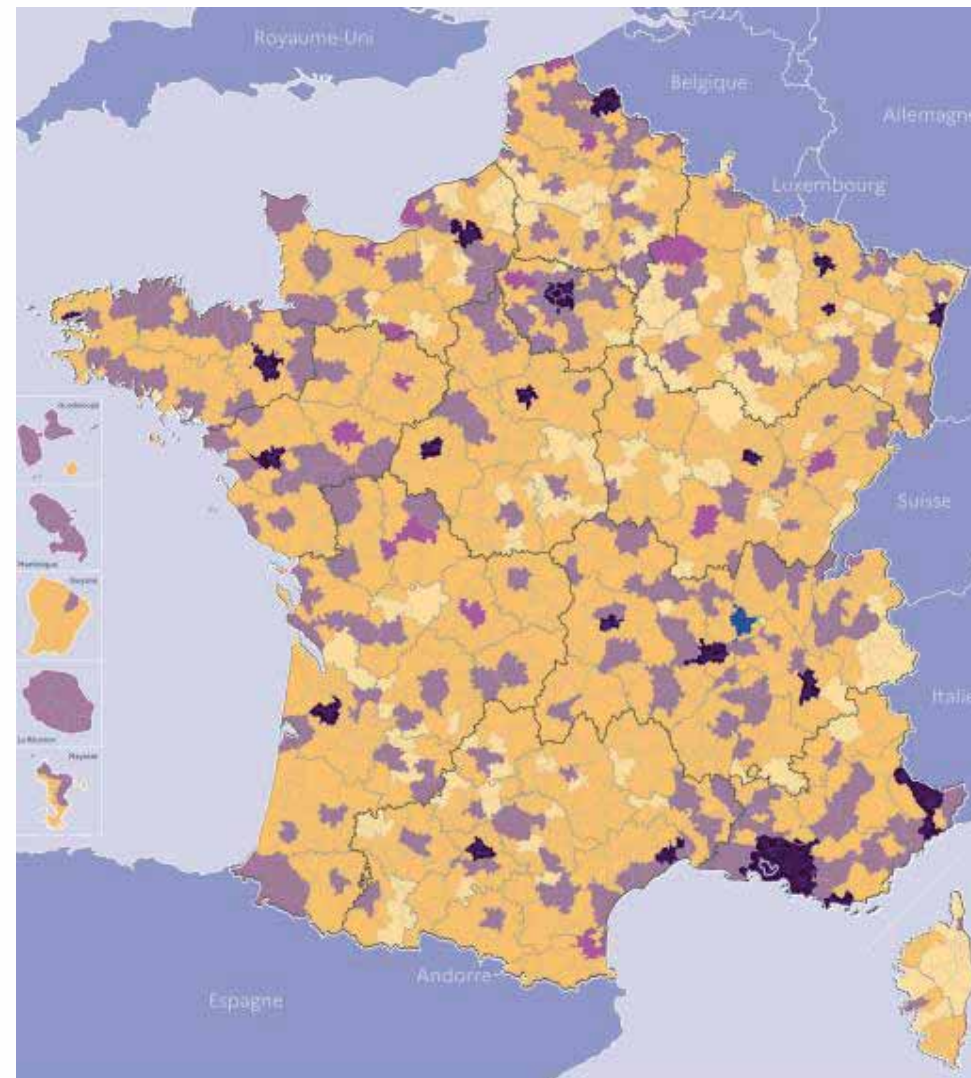 Royaume-Uni
Belgique
Allemagne
Luxembourg
Guadeloupe
Suisse
Martinique
Guyane
Italie
La Réunion
Mayotte
Andorre
Espagne